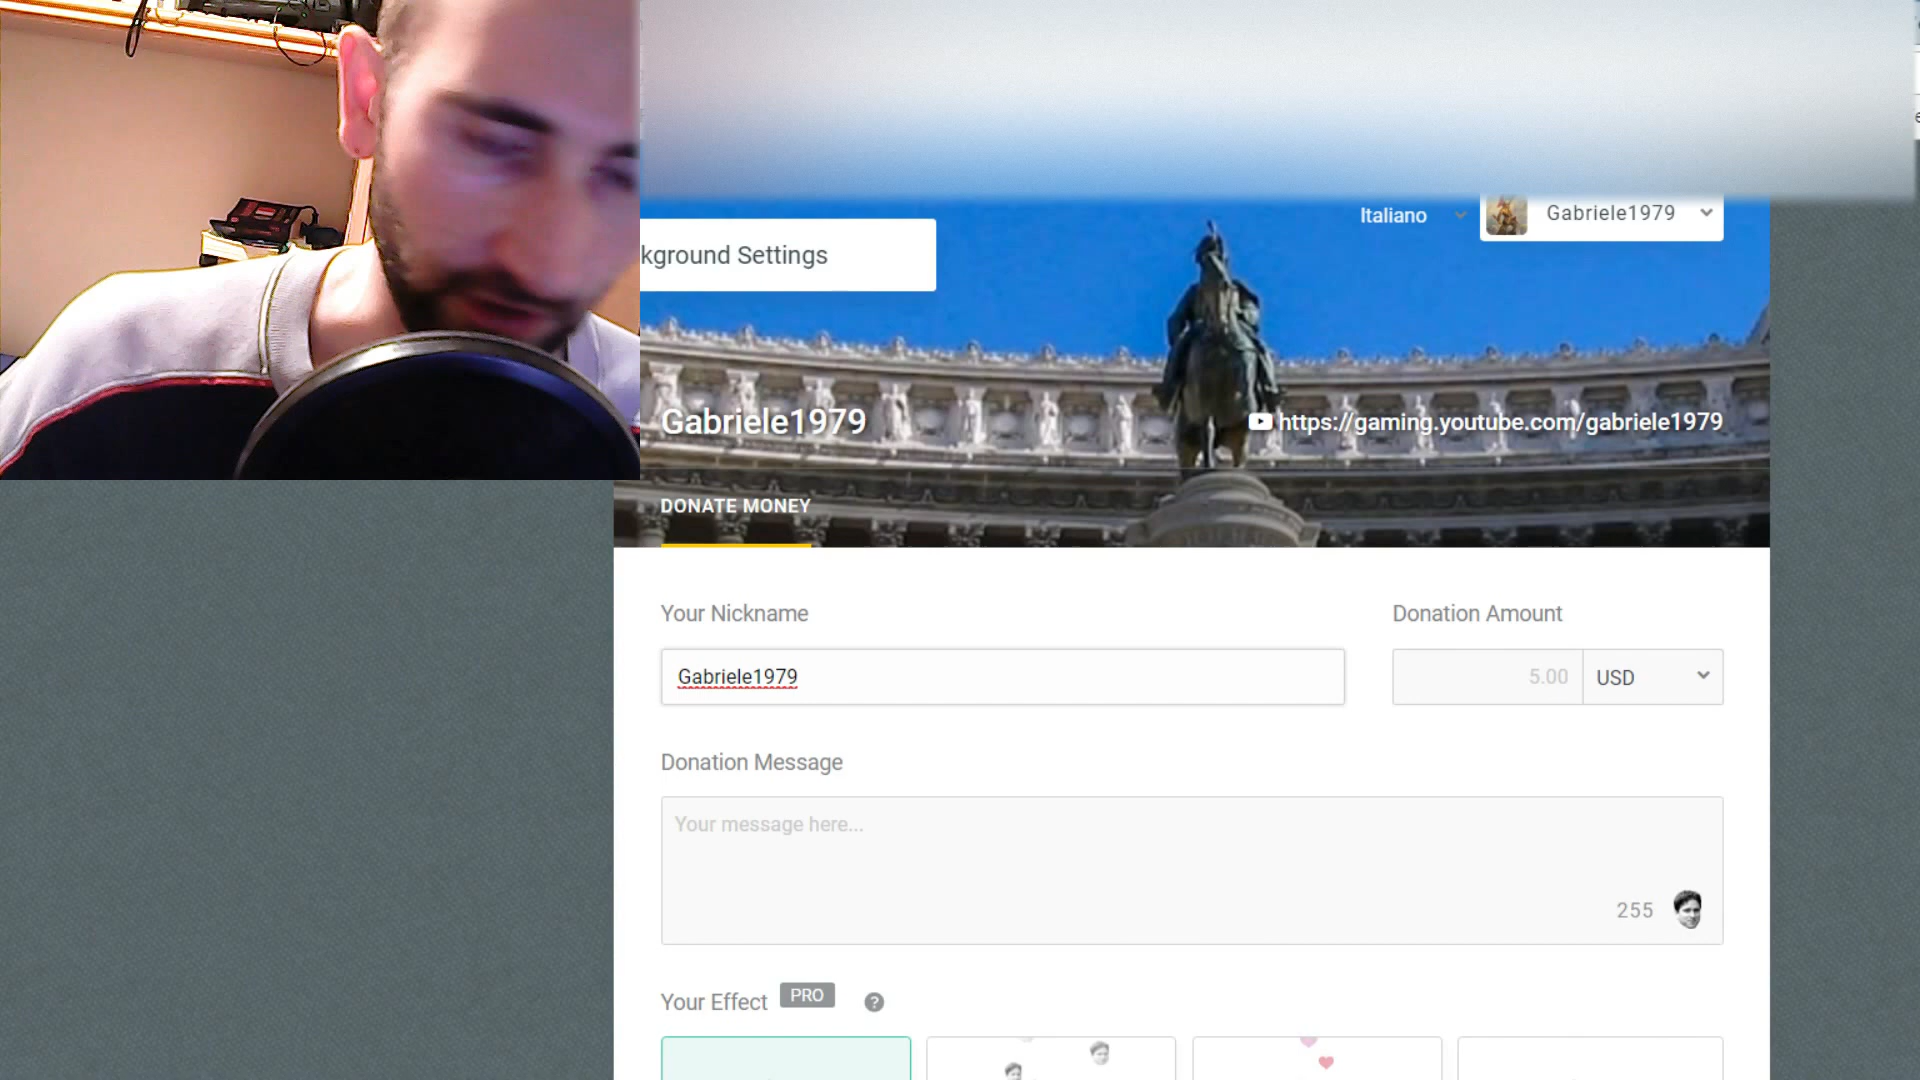 Italiano
Gabriele1979
kground Settings
Gabriele1979
https://gaming.youtube.com/gabriele1979
DONATE MONEY
Your Nickname
Donation Amount
Gabriele1979
5.00
USD
Donation Message
Your message here...
255
Your Effect
PRO
?